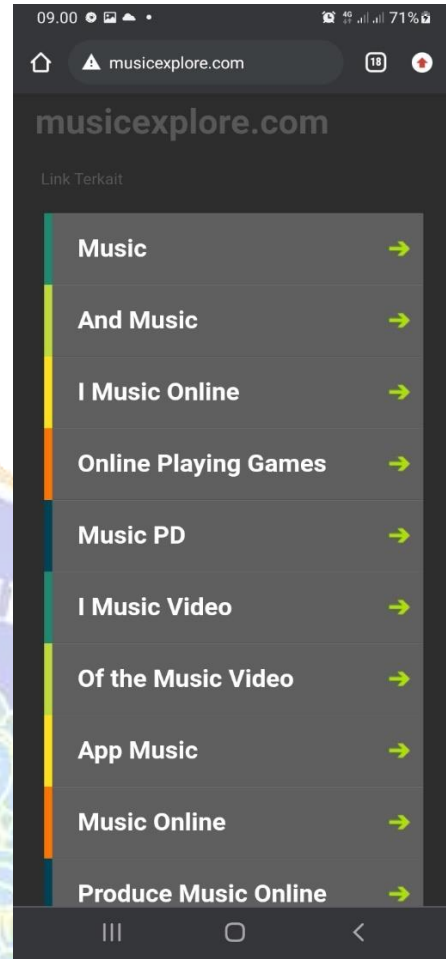 09.00 71%
musicexplore.com 18
musicexplore.com
Link Terkait
Music
And Music
I Music Online
Online Playing Games
Music PD
I Music Video
Of the Music Video
App Music
Music Online
Produce Music Online